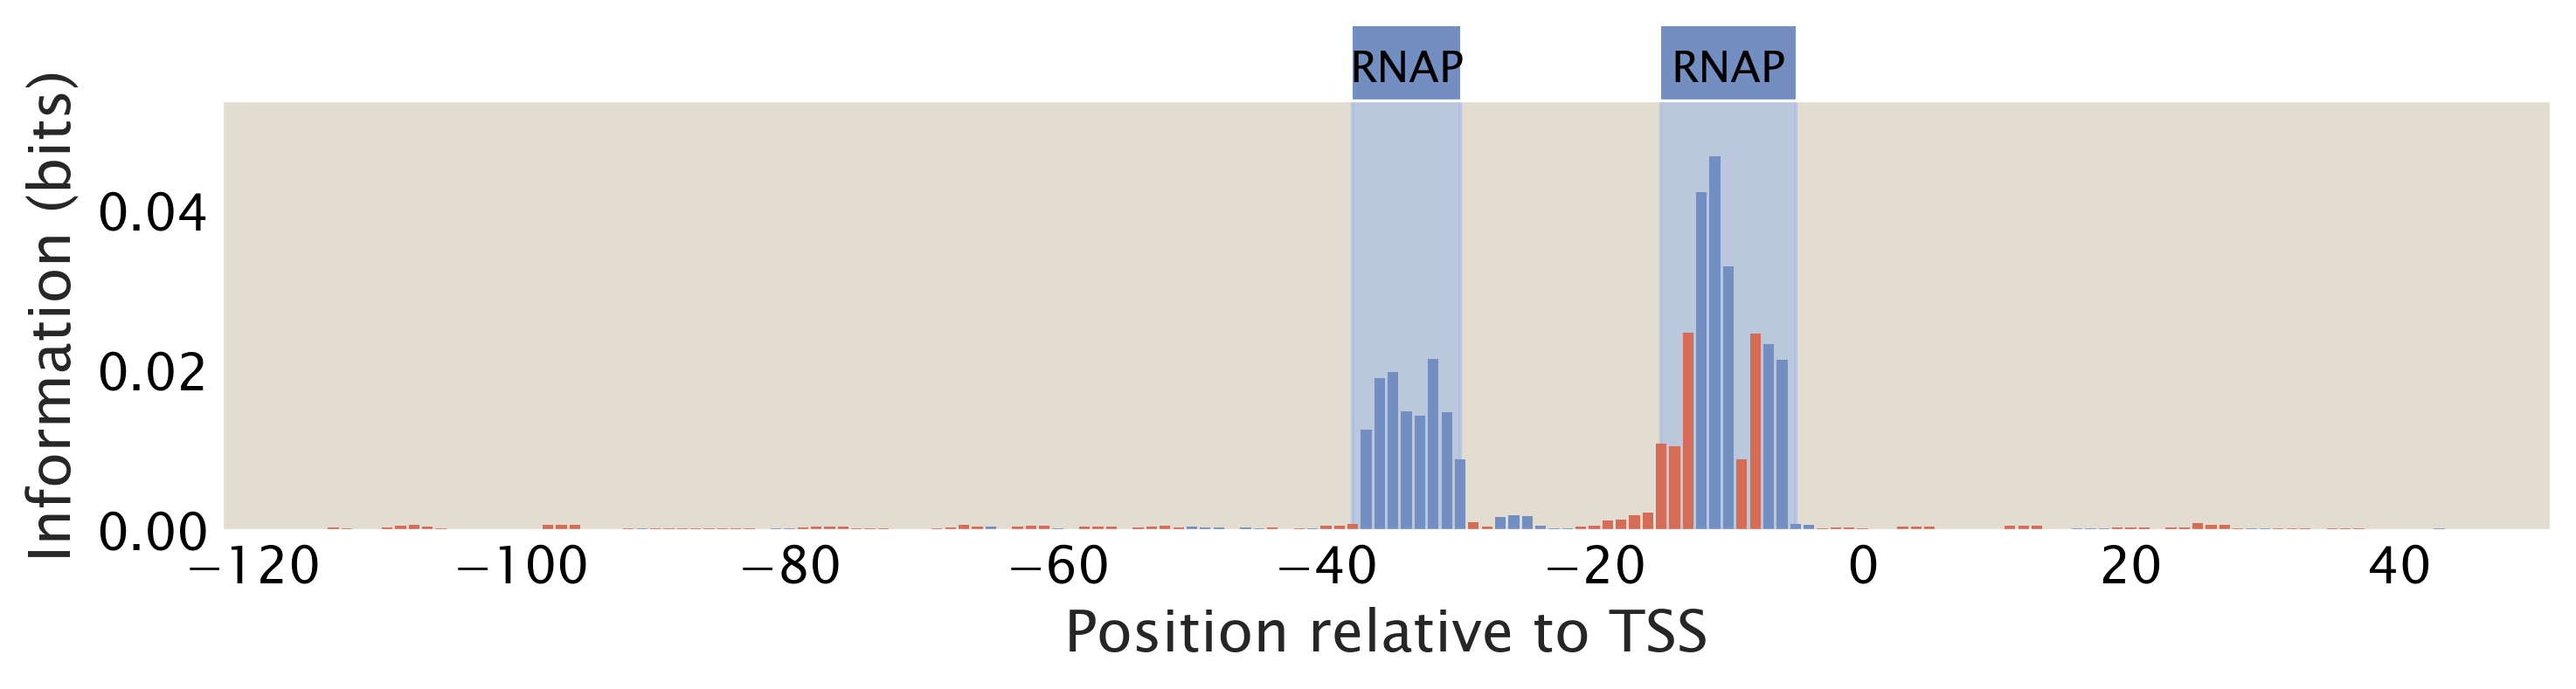 RNAP RNAP
Information (bits)
0.04
0.02
0.00
−120 −100 −80 −60 −40 −20 0 20 40
Position relative to TSS